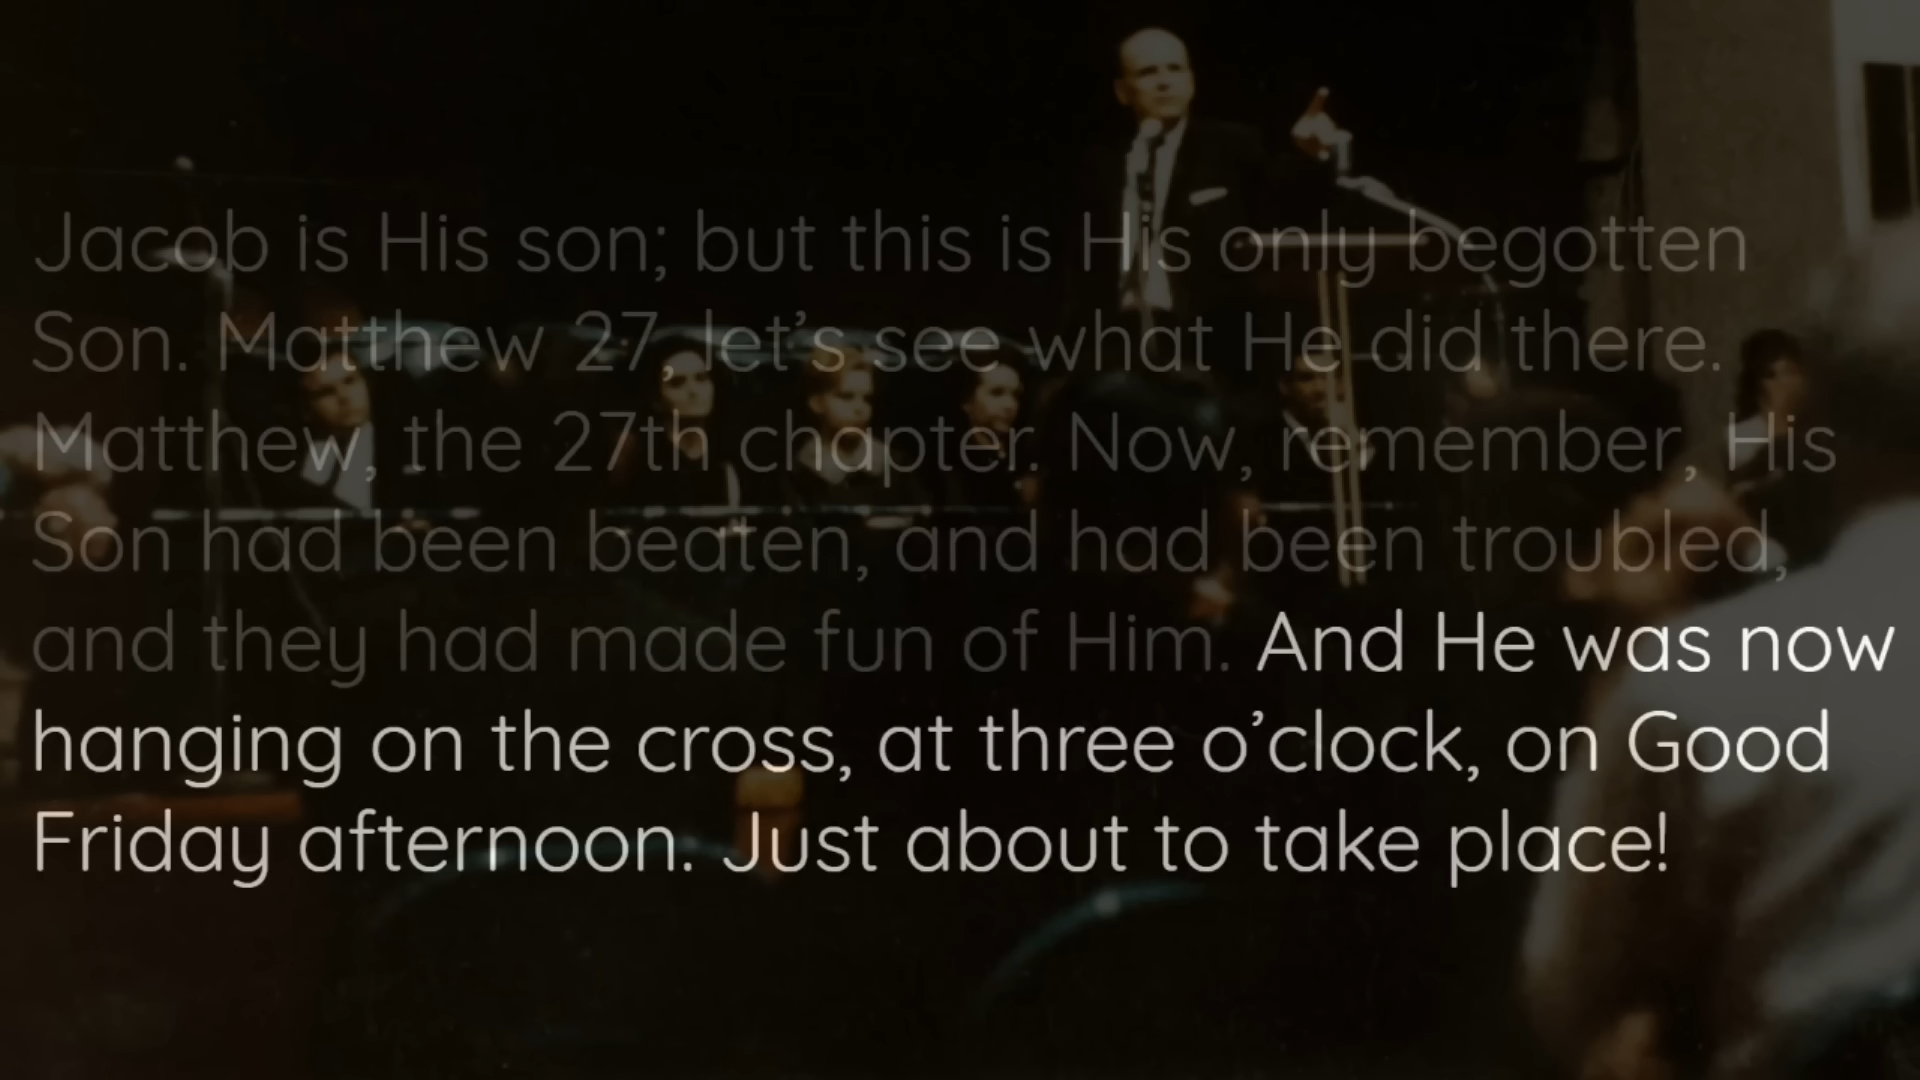 Jacob is His son; but this is His only begotten
Son. Matthew 27, let’s see what He did there.
Matthew, the 27th chapter. Now, remember, His
Son had been beaten, and had been troubled,
and they had made fun of Him. And He was now
hanging on the cross, at three o’clock, on Good
Friday afternoon. Just about to take place!